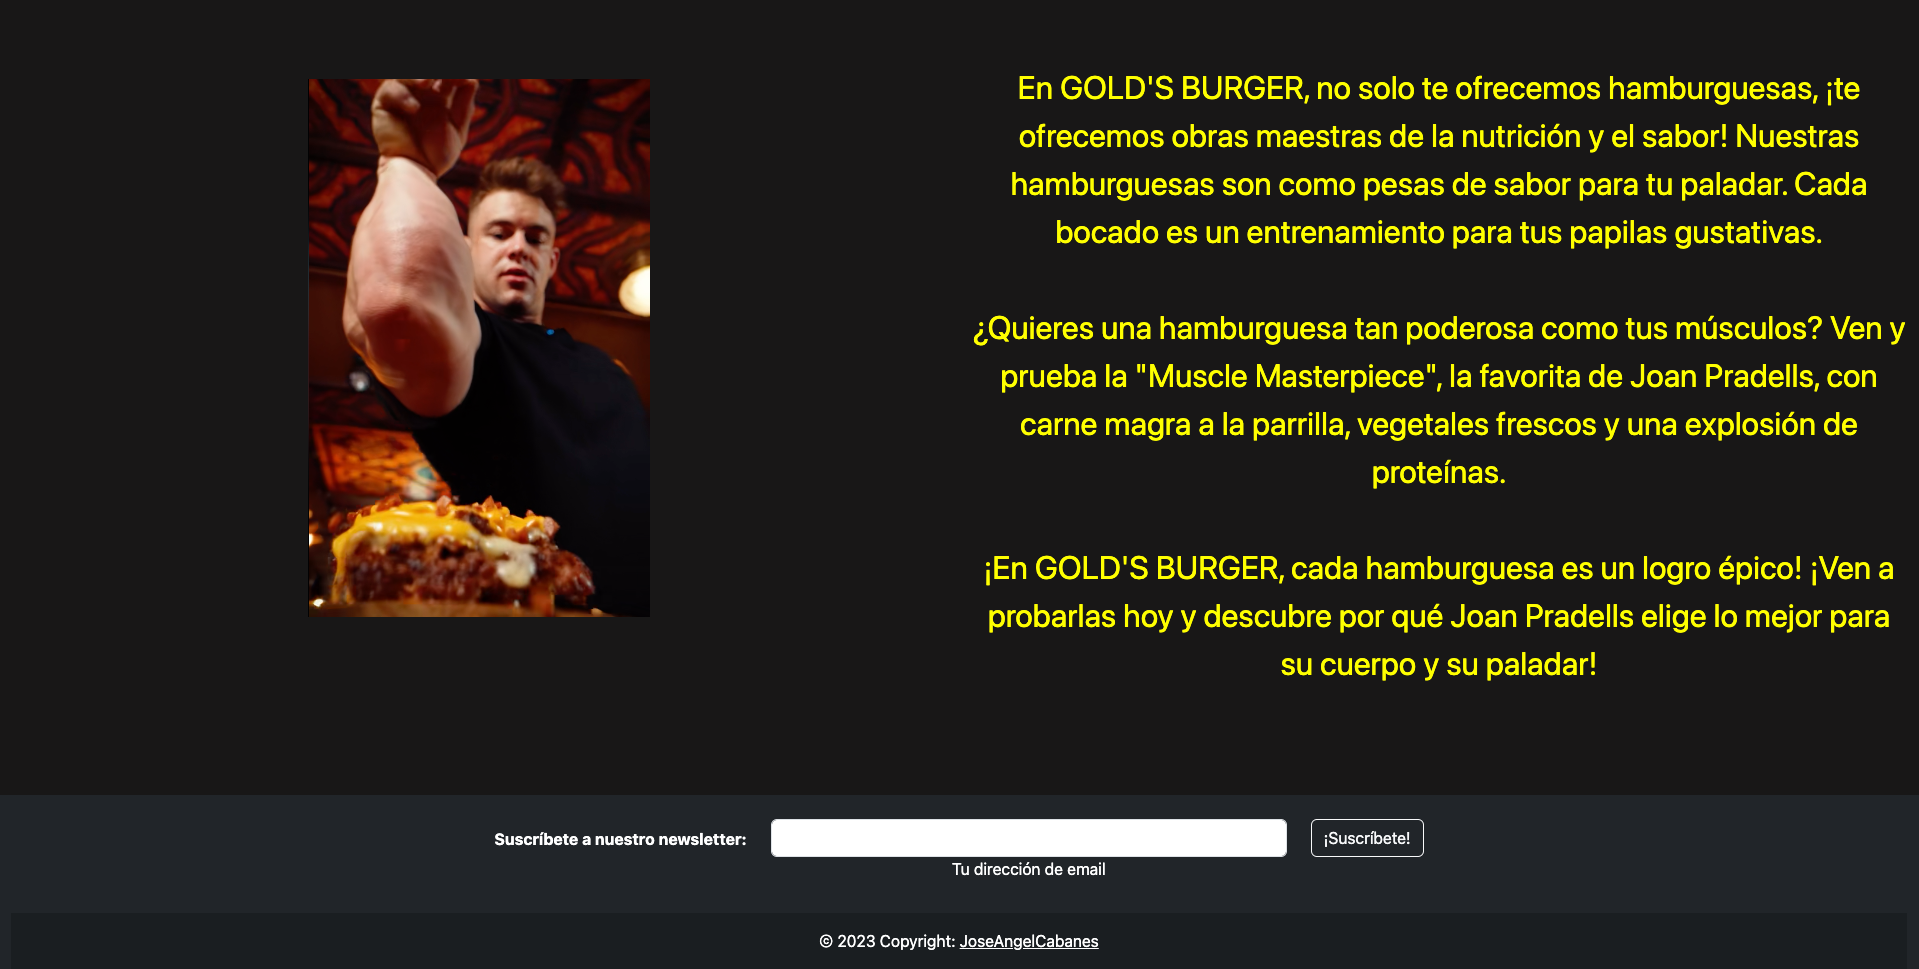 En GOLD'S BURGER, no solo te ofrecemos hamburguesas, ¡te
ofrecemos obras maestras de la nutrición y el sabor! Nuestras
hamburguesas son como pesas de sabor para tu paladar. Cada
bocado es un entrenamiento para tus papilas gustativas.
¿Quieres una hamburguesa tan poderosa como tus músculos? Ven y
prueba la "Muscle Masterpiece", la favorita de Joan Pradells, con
carne magra a la parrilla, vegetales frescos y una explosión de
proteínas.
¡En GOLD'S BURGER, cada hamburguesa es un logro épico! ¡Ven a
probarlas hoy y descubre por qué Joan Pradells elige lo mejor para
su cuerpo y su paladar!
Suscríbete a nuestro newsletter:
¡Suscríbete!
Tu dirección de email
© 2023 Copyright: JoseAngelCabanes